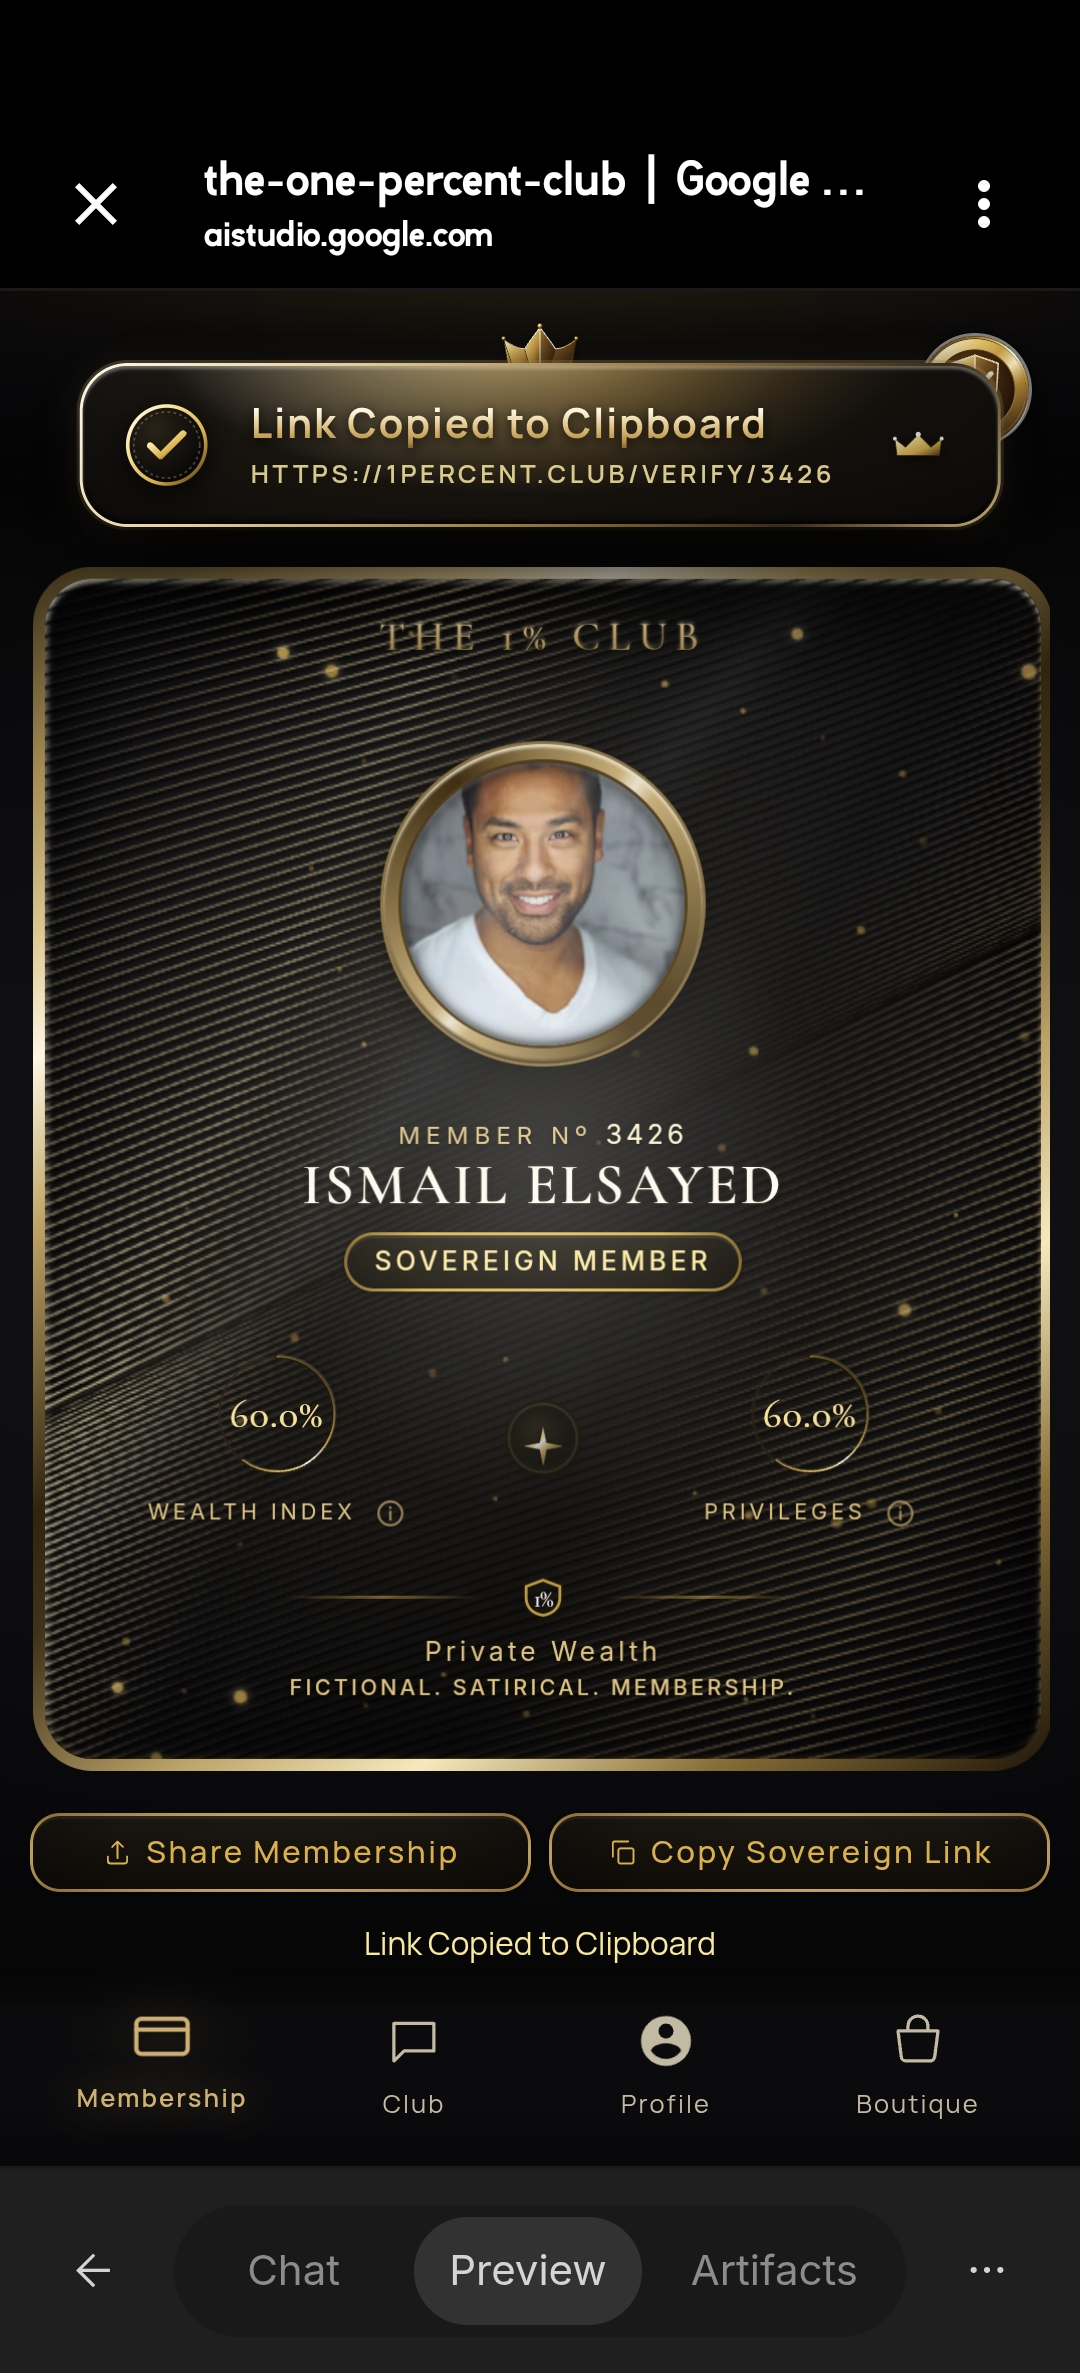 the-one-percent-club | Google ...
aistudio.google.com
Link Copied to Clipboard
HTTPS://1PERCENT.CLUB/VERIFY/3426
THE 1% CLUB
MEMBER Nº 3426
ISMAIL ELSAYED
SOVEREIGN MEMBER
60.0% 60.0%
WEALTH INDEX PRIVILEGES
1%
Private Wealth
FICTIONAL. SATIRICAL. MEMBERSHIP.
Share Membership Copy Sovereign Link
Link Copied to Clipboard
Membership Club Profile Boutique
Chat Preview Artifacts